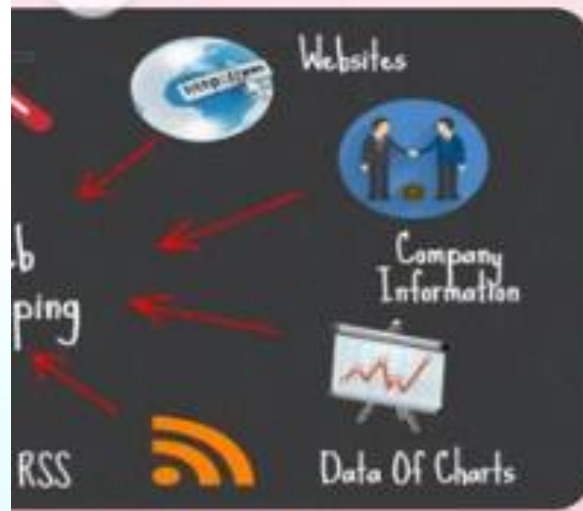 Websites
Company
Information
b
ping
RSS
Data Of Charts